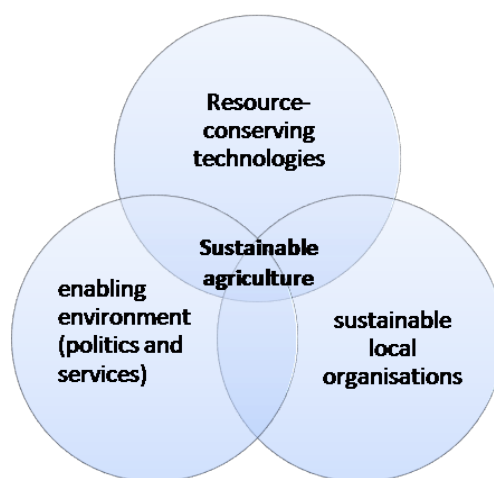 Resource-
conserving
technologies
Sustainable
agriculture
enabling
environment
(politics and
services)
sustainable
local
organisations